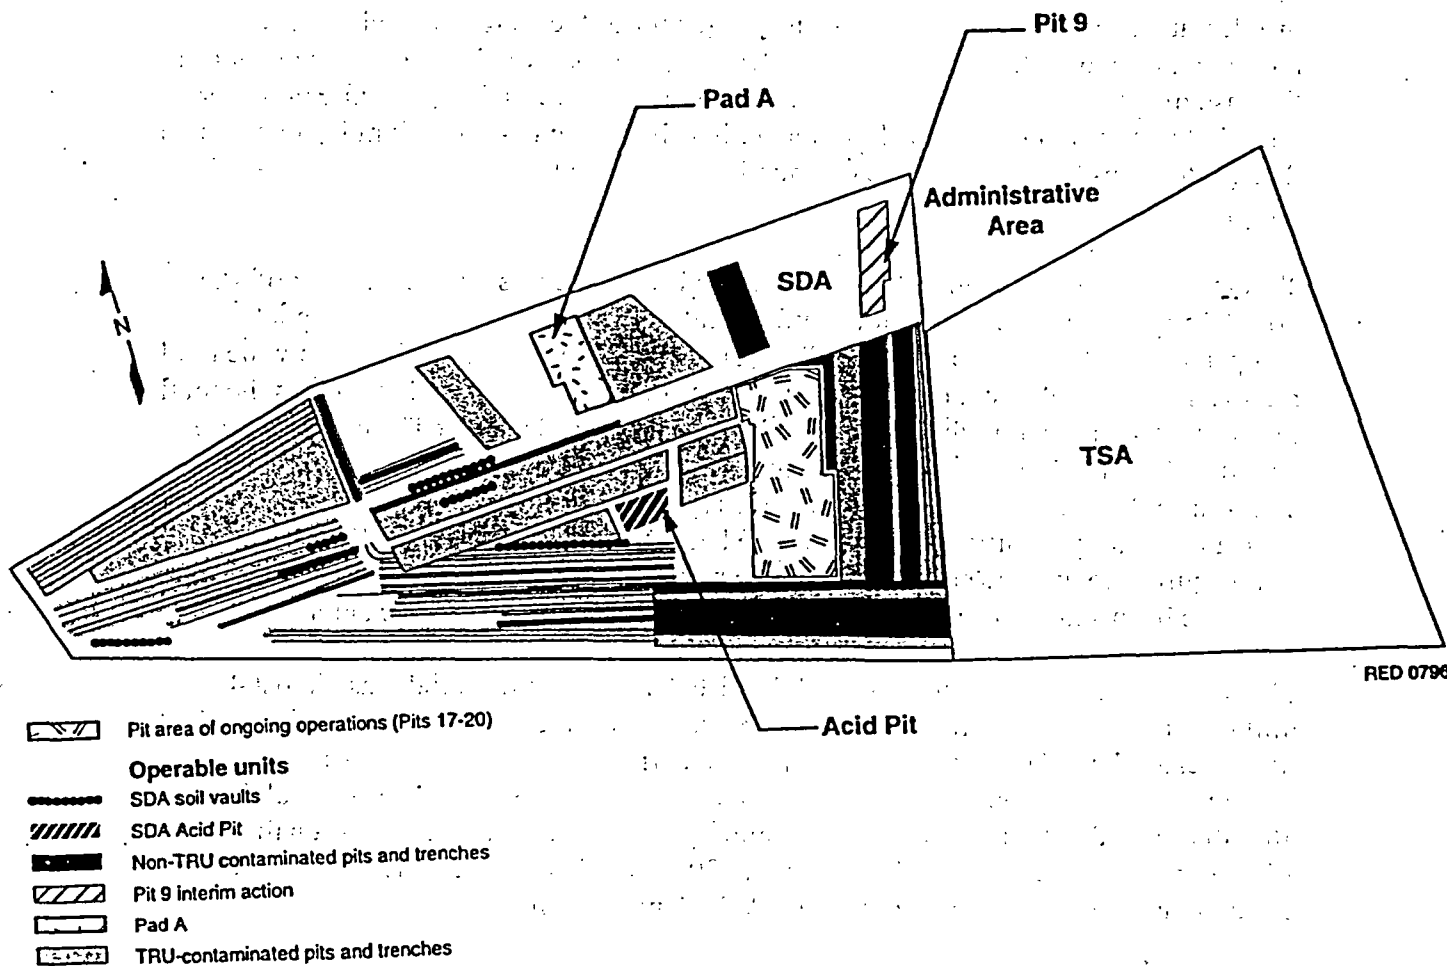 Pit 9
Pad A
Administrative
Area
SDA
N
TSA
RED 0796
Acid Pit
Pit area of ongoing operations (Pits 17-20)
Operable units
SDA soil vaults
SDA Acid Pit
Non-TRU contaminated pits and trenches
Pit 9 interim action
Pad A
TRU-contaminated pits and trenches